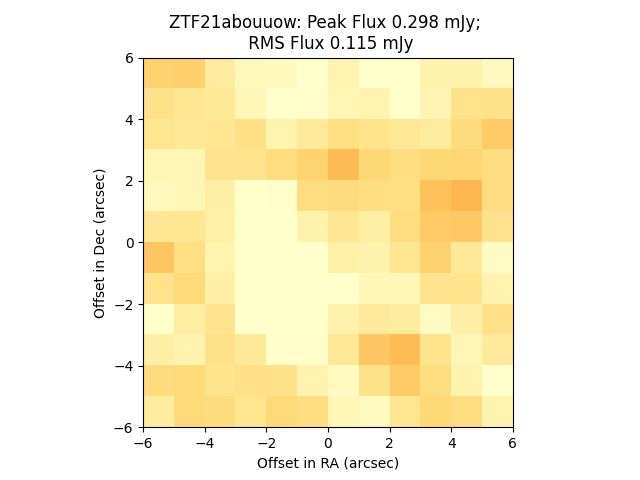 ZTF21abouuow: Peak Flux 0.298 mJy;
RMS Flux 0.115 mJy
6
4
2
0
−2
−4
−6
Offset in Dec (arcsec)
−6 −4 −2 0 2 4 6
Offset in RA (arcsec)